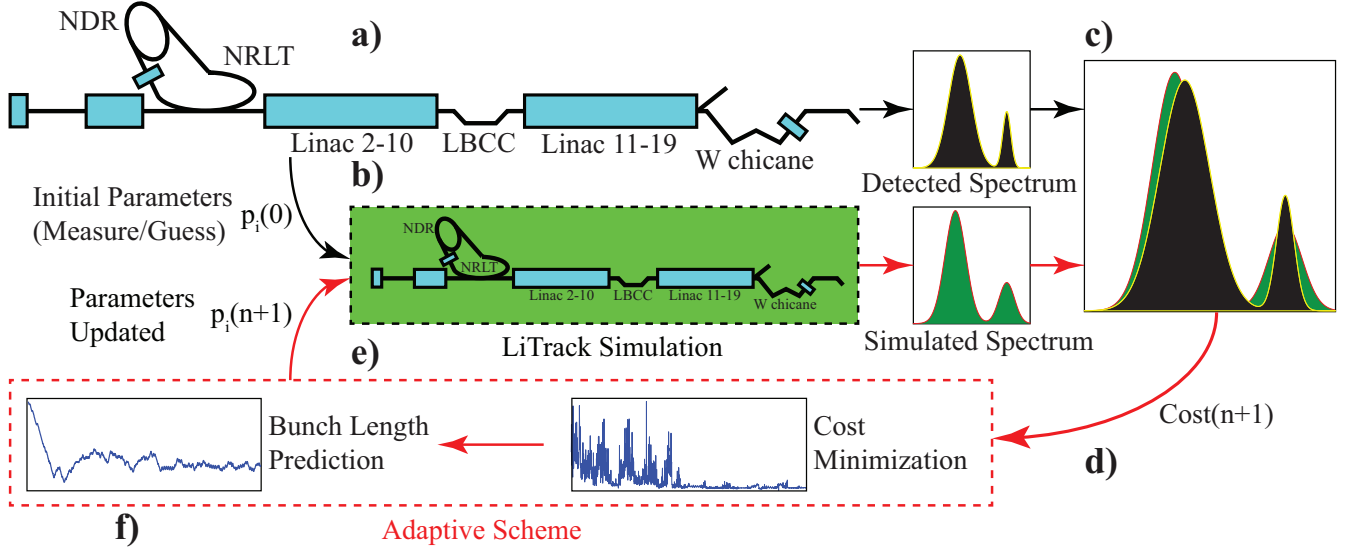 a)
c)
NDR
NRLT
Linac 2-10
LBCC
Linac 11-19
W chicane
Detected Spectrum
b)
Initial Parameters
(Measure/Guess)
p_i(0)
NDR
NRLT
Linac 2-10
LBCC
Linac 11-19
W chicane
Parameters
Updated
p_i(n+1)
e)
LiTrack Simulation
Simulated Spectrum
Cost(n+1)
d)
Bunch Length
Prediction
Cost
Minimization
f)
Adaptive Scheme